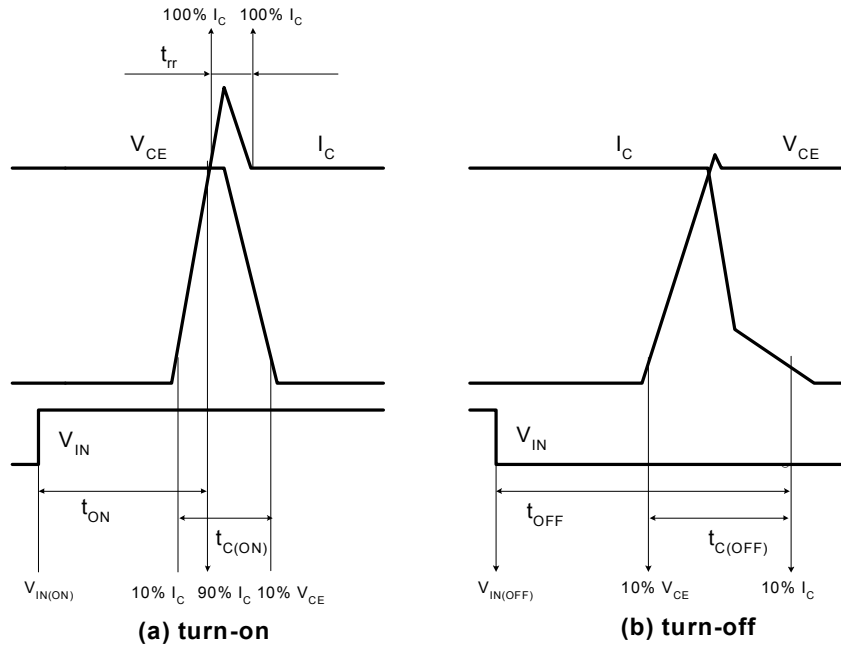 100% I_C 100% I_C
t_rr
V_CE I_C
I_C V_CE
V_IN
V_IN
t_ON
t_C(ON)
t_OFF
t_C(OFF)
V_IN(ON) 10% I_C 90% I_C 10% V_CE
V_IN(OFF) 10% V_CE 10% I_C
(a) turn-on
(b) turn-off